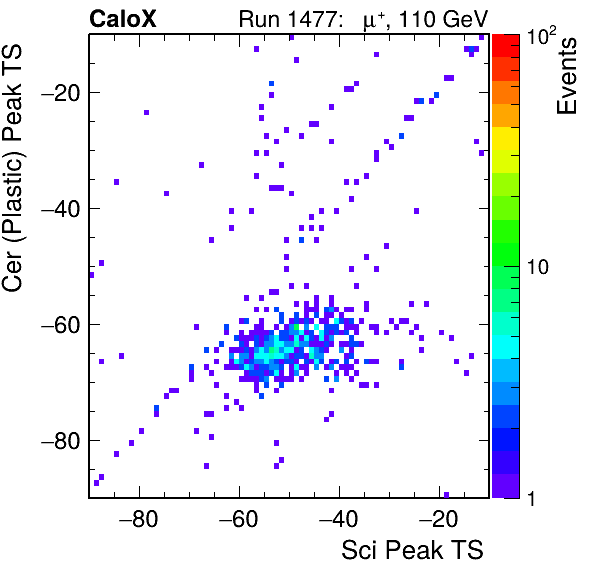 CaloX Run 1477: μ⁺, 110 GeV
Cer (Plastic) Peak TS
−20
−40
−60
−80
−80 −60 −40 −20
Sci Peak TS
10²
10
1
Events